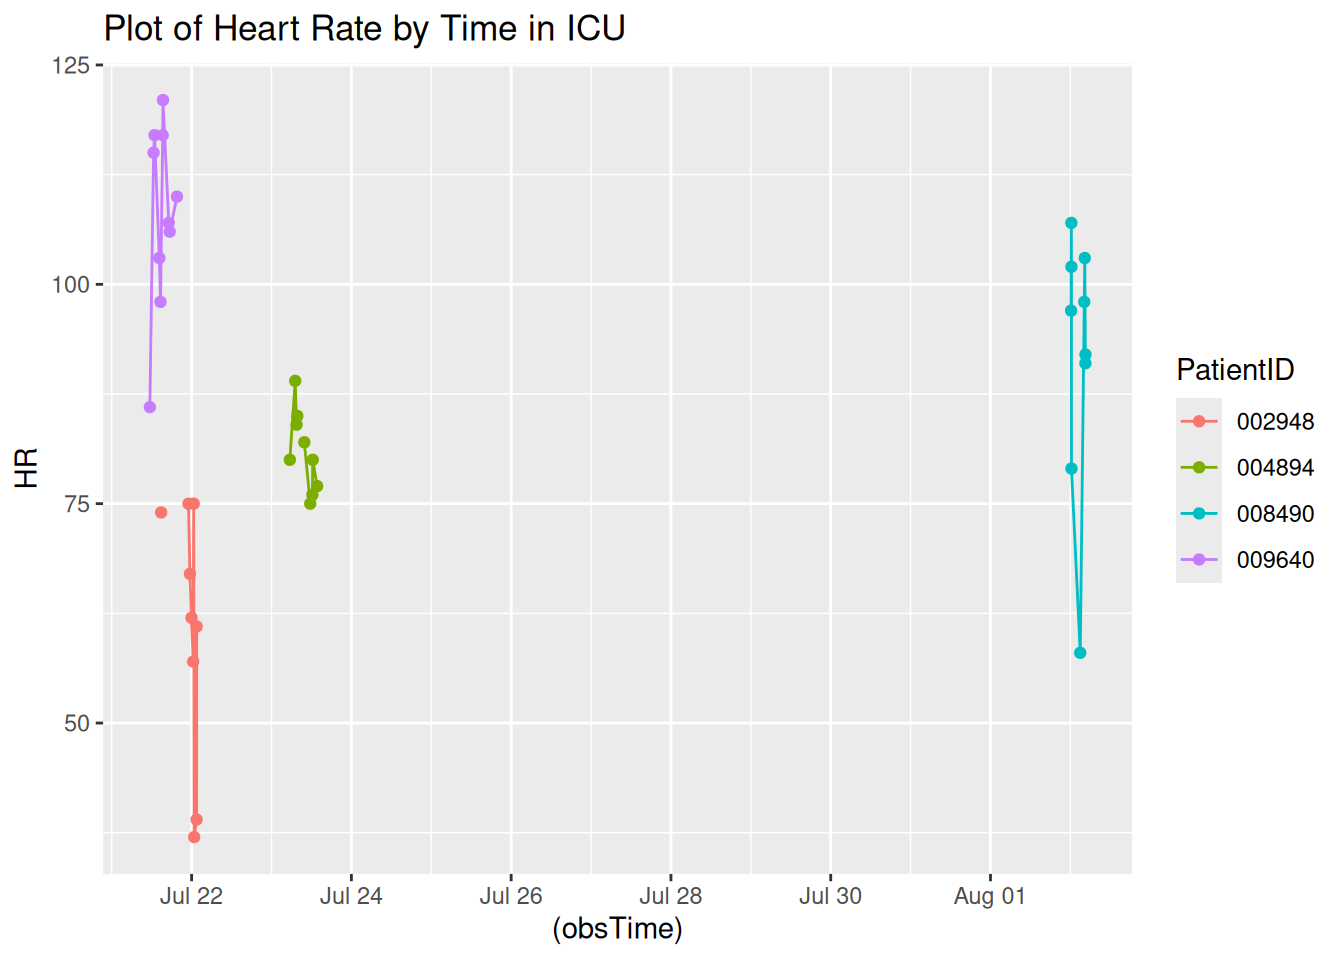 Plot of Heart Rate by Time in ICU
125
100
75
50
HR
Jul 22 Jul 24 Jul 26 Jul 28 Jul 30 Aug 01
(obsTime)
PatientID
002948
004894
008490
009640